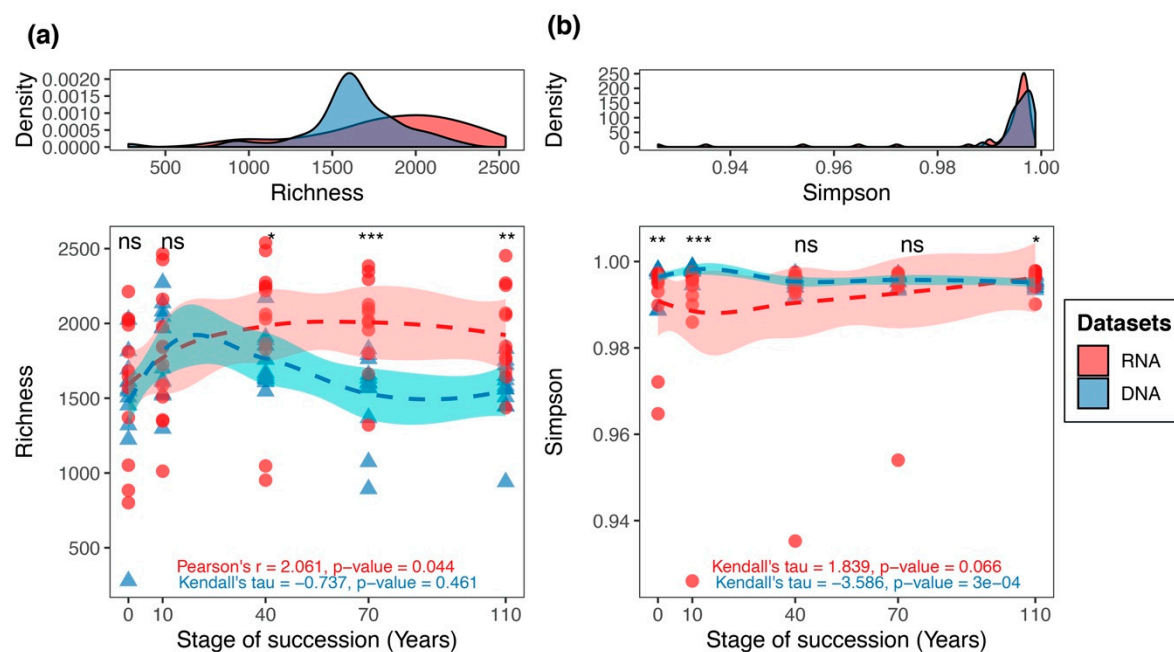 (a)
(b)
Density
0.0020
0.0015
0.0010
0.0005
0.0000
500 1000 1500 2000 2500
Richness
Density
250
200
150
100
50
0
0.94 0.96 0.98 1.00
Simpson
Richness
2500
2000
1500
1000
500
ns ns * *** **
Pearson's r = 2.061, p−value = 0.044
Kendall's tau = −0.737, p−value = 0.461
0 10 40 70 110
Stage of succession (Years)
Simpson
1.00
0.98
0.96
0.94
** *** ns ns *
Kendall's tau = 1.839, p−value = 0.066
Kendall's tau = −3.586, p−value = 3e−04
0 10 40 70 110
Stage of succession (Years)
Datasets
RNA
DNA